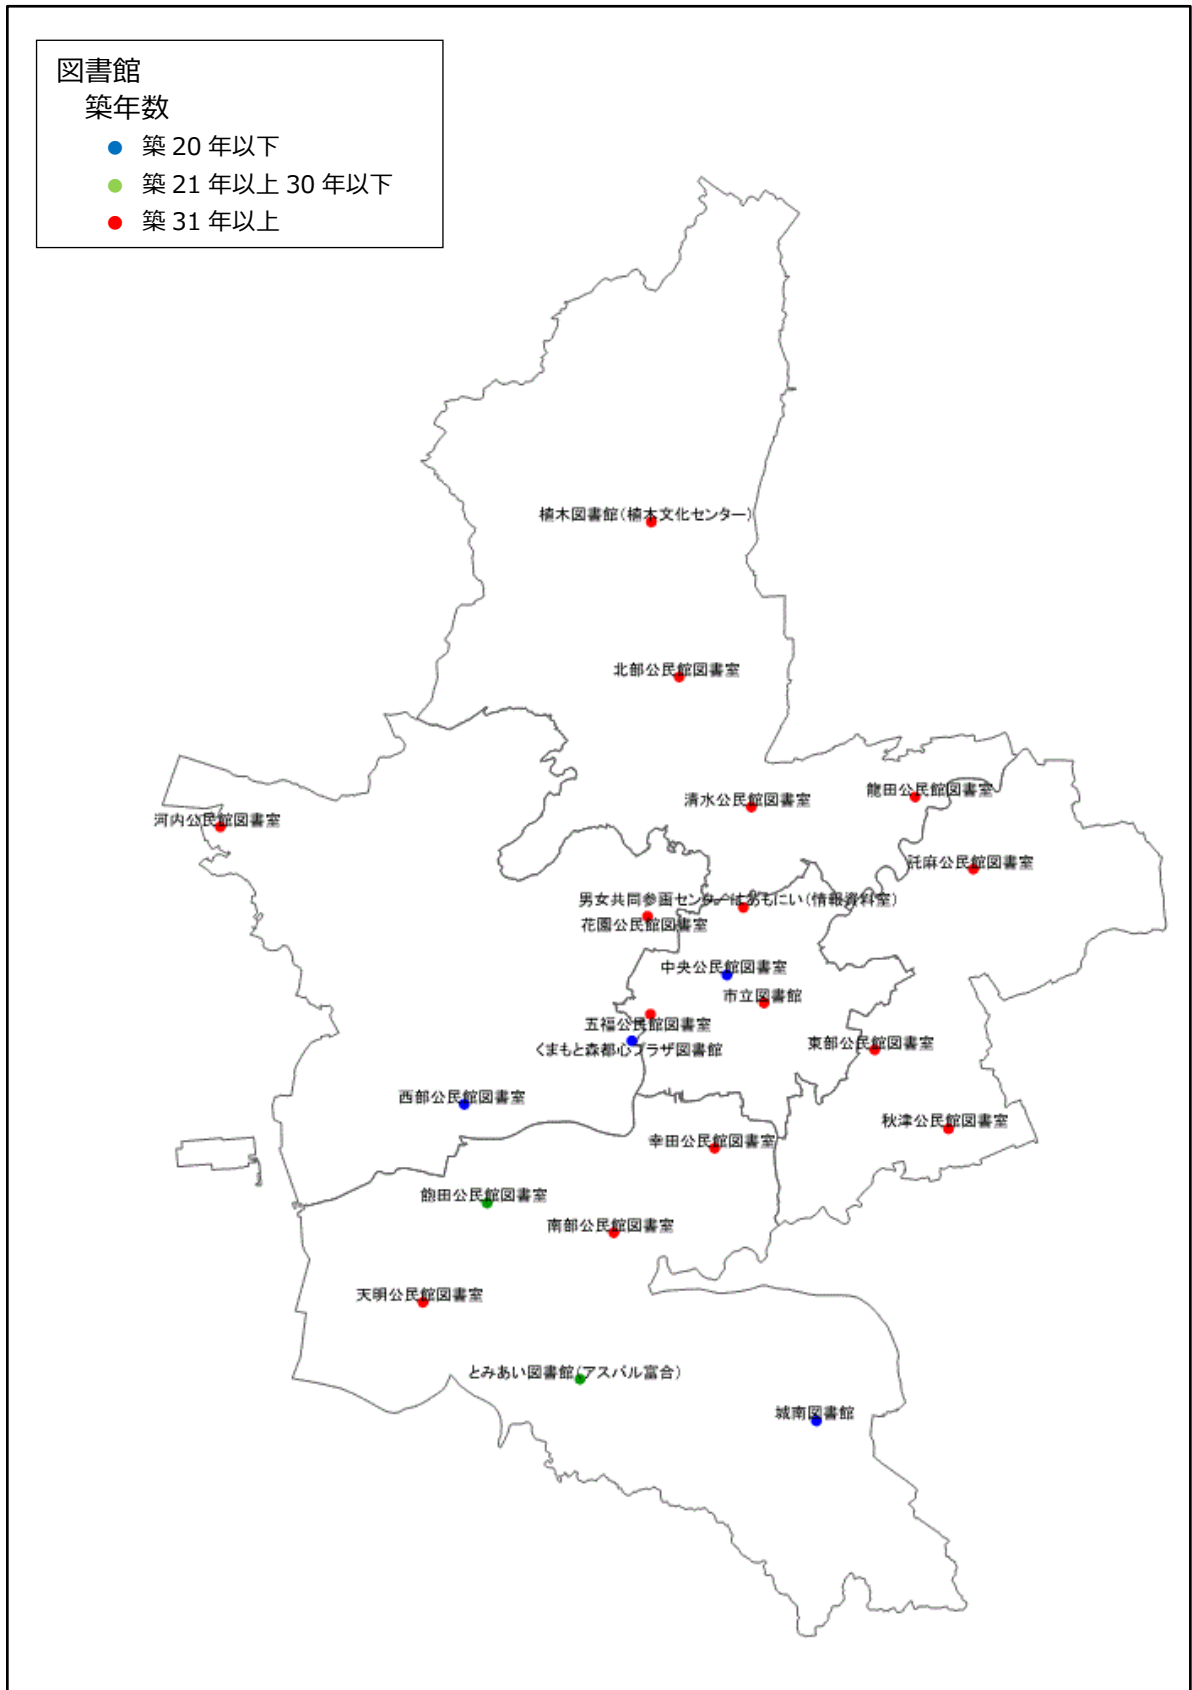 図書館
築年数
築 20 年以下
築 21 年以上 30 年以下
築 31 年以上
植木図書館(植木文化センター)
北部公民館図書室
龍田公民館図書室
清水公民館図書室
河内公民館図書室
託麻公民館図書室
男女共同参画センターはあもにい(情報資料室)
花園公民館図書室
中央公民館図書室
市立図書館
五福公民館図書室
東部公民館図書室
くまもと森都心プラザ図書館
西部公民館図書室
秋津公民館図書室
幸田公民館図書室
飽田公民館図書室
南部公民館図書室
天明公民館図書室
とみあい図書館(アスパル富合)
城南図書館